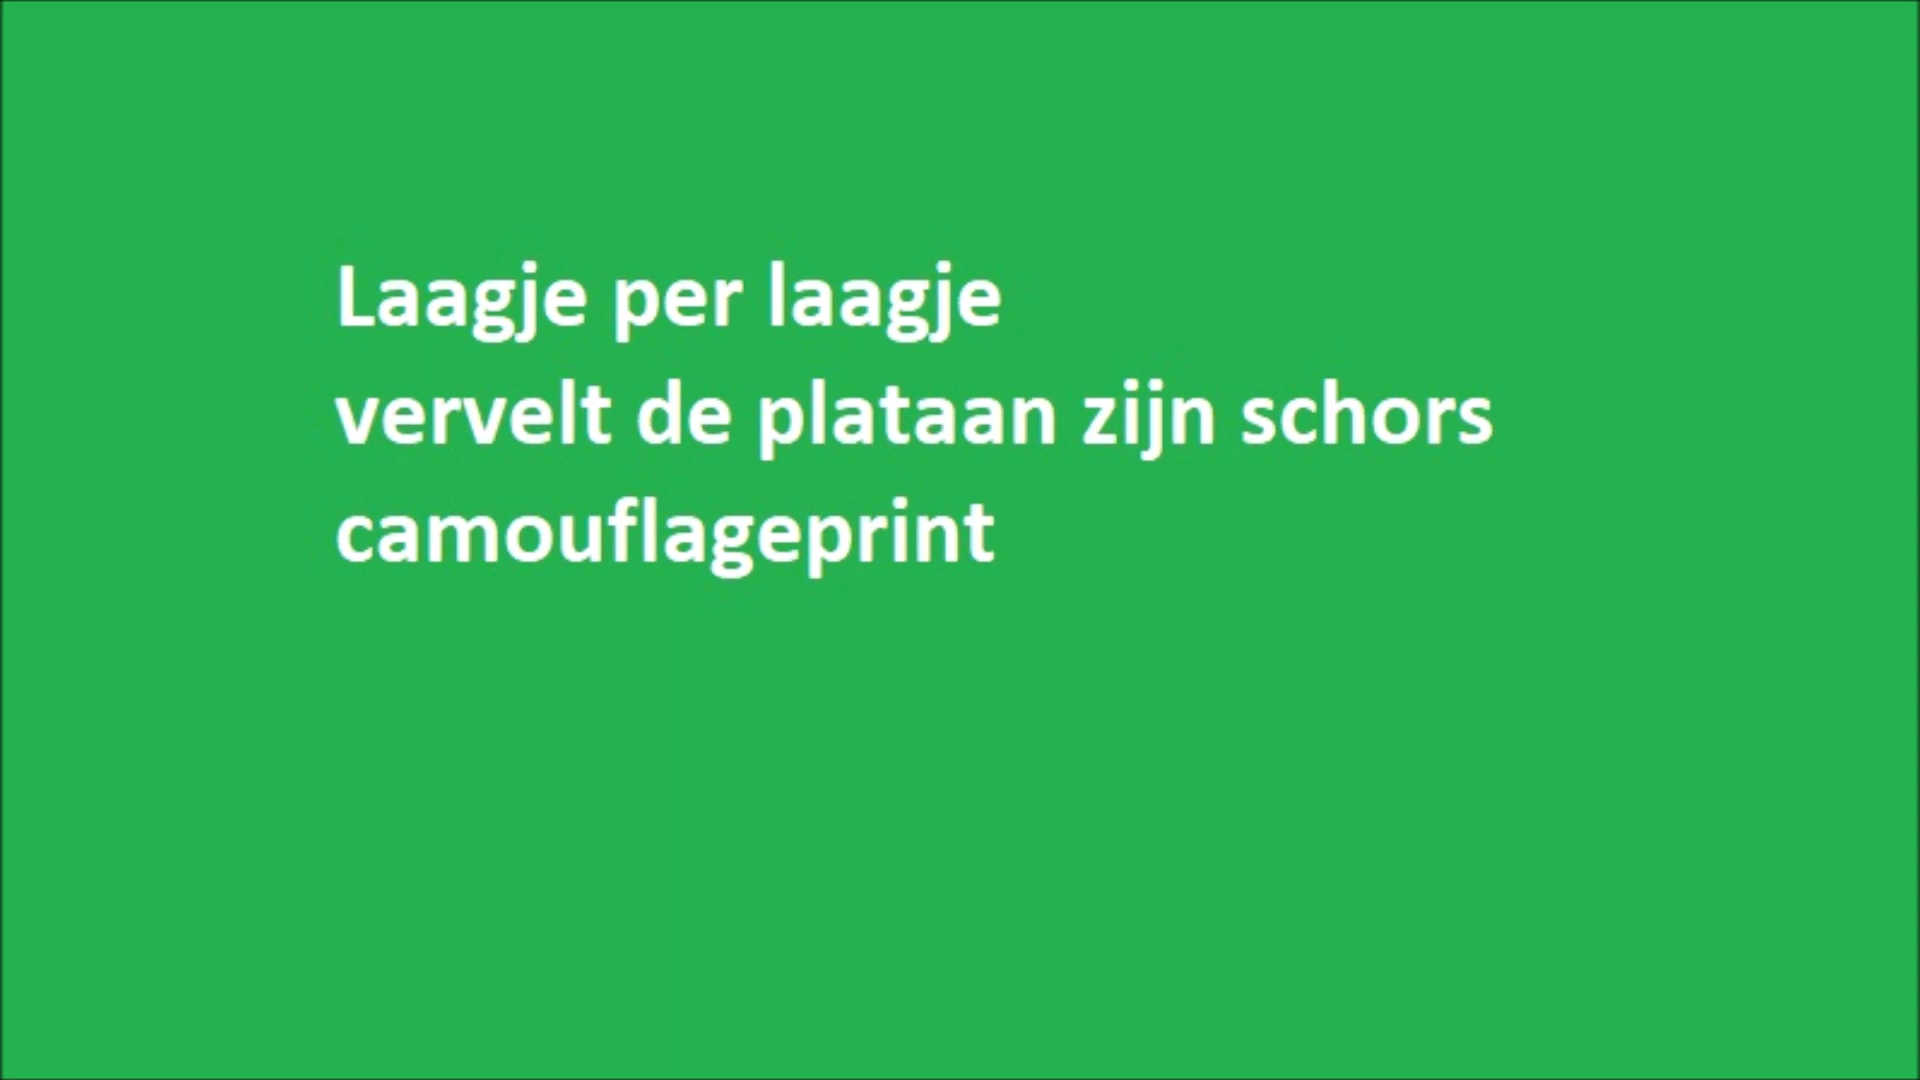 Laagje per laagje
vervelt de plataan zijn schors
camouflageprint